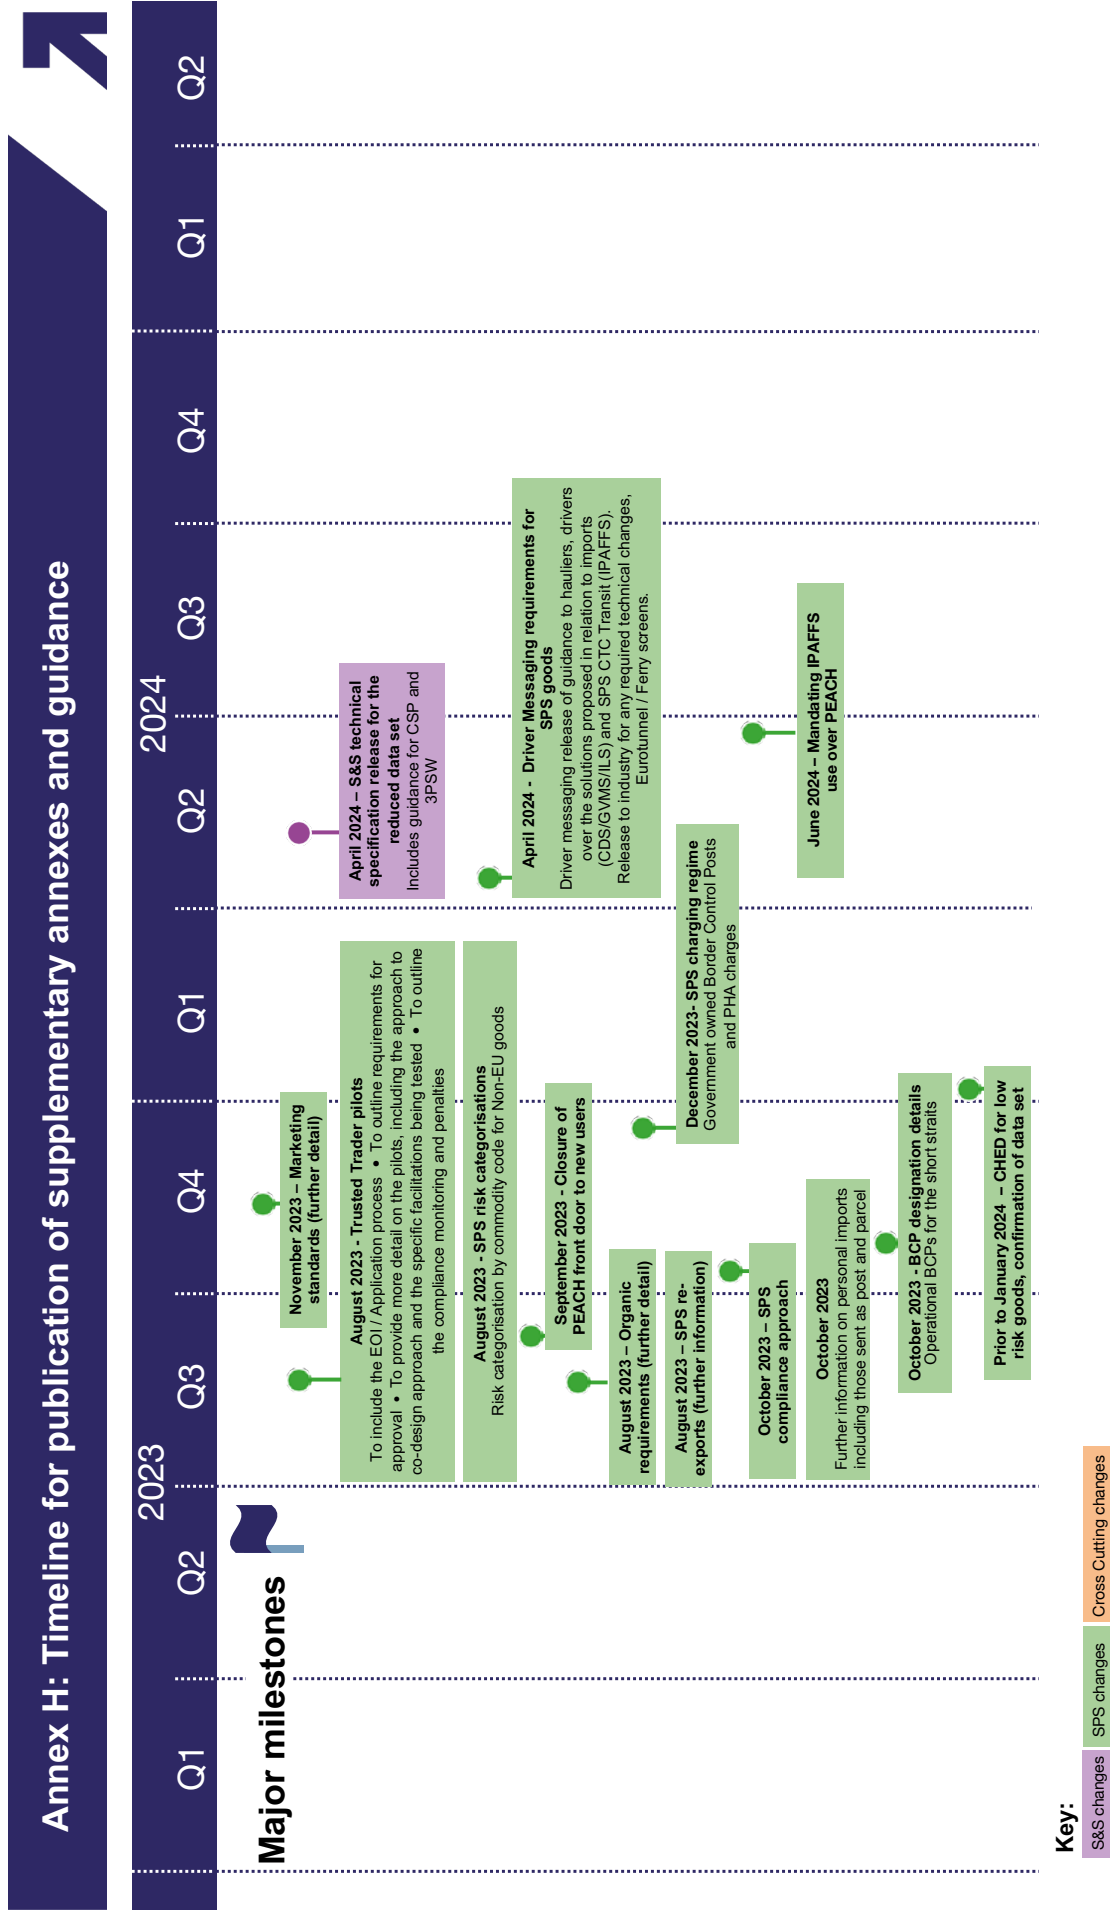 Annex H: Timeline for publication of supplementary annexes and guidance
2023
2024
Q1
Q2
Q3
Q4
Q1
Q2
Q3
Q4
Q1
Q2
Major milestones
November 2023 – Marketing
standards (further detail)
August 2023 - Trusted Trader pilots
To include the EOI / Application process • To outline requirements for
approval • To provide more detail on the pilots, including the approach to
co-design approach and the specific facilitations being tested • To outline
the compliance monitoring and penalties
April 2024 – S&S technical
specification release for the
reduced data set
Includes guidance for CSP and
3PSW
August 2023 - SPS risk categorisations
Risk categorisation by commodity code for Non-EU goods
April 2024 - Driver Messaging requirements for
SPS goods
Driver messaging release of guidance to hauliers, drivers
over the solutions proposed in relation to imports
(CDS/GVMS/ILS) and SPS CTC Transit (IPAFFS).
Release to industry for any required technical changes,
Eurotunnel / Ferry screens.
September 2023 - Closure of
PEACH front door to new users
August 2023 – Organic
requirements (further detail)
August 2023 – SPS re-
exports (further information)
December 2023- SPS charging regime
Government owned Border Control Posts
and PHA charges
October 2023 – SPS
compliance approach
June 2024 – Mandating IPAFFS
use over PEACH
October 2023
Further information on personal imports
including those sent as post and parcel
October 2023 - BCP designation details
Operational BCPs for the short straits
Prior to January 2024 – CHED for low
risk goods, confirmation of data set
Key:
S&S changes
SPS changes
Cross Cutting changes